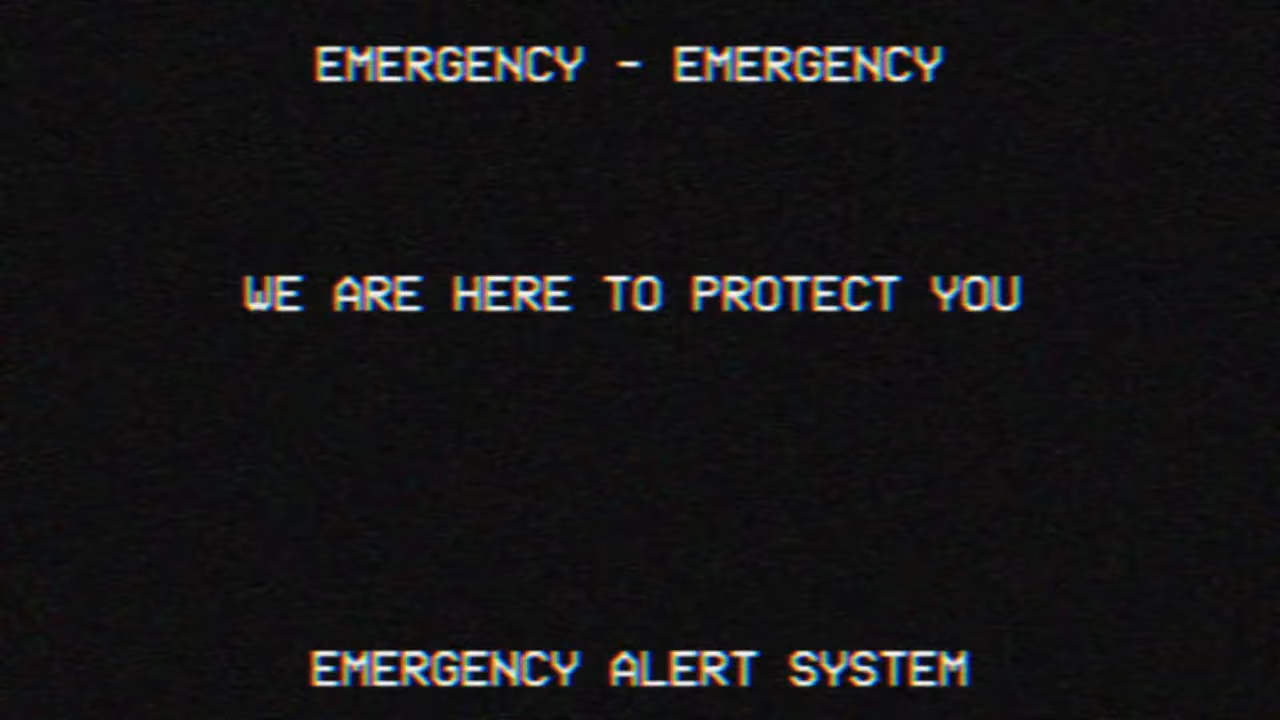 EMERGENCY - EMERGENCY
WE ARE HERE TO PROTECT YOU
EMERGENCY ALERT SYSTEM